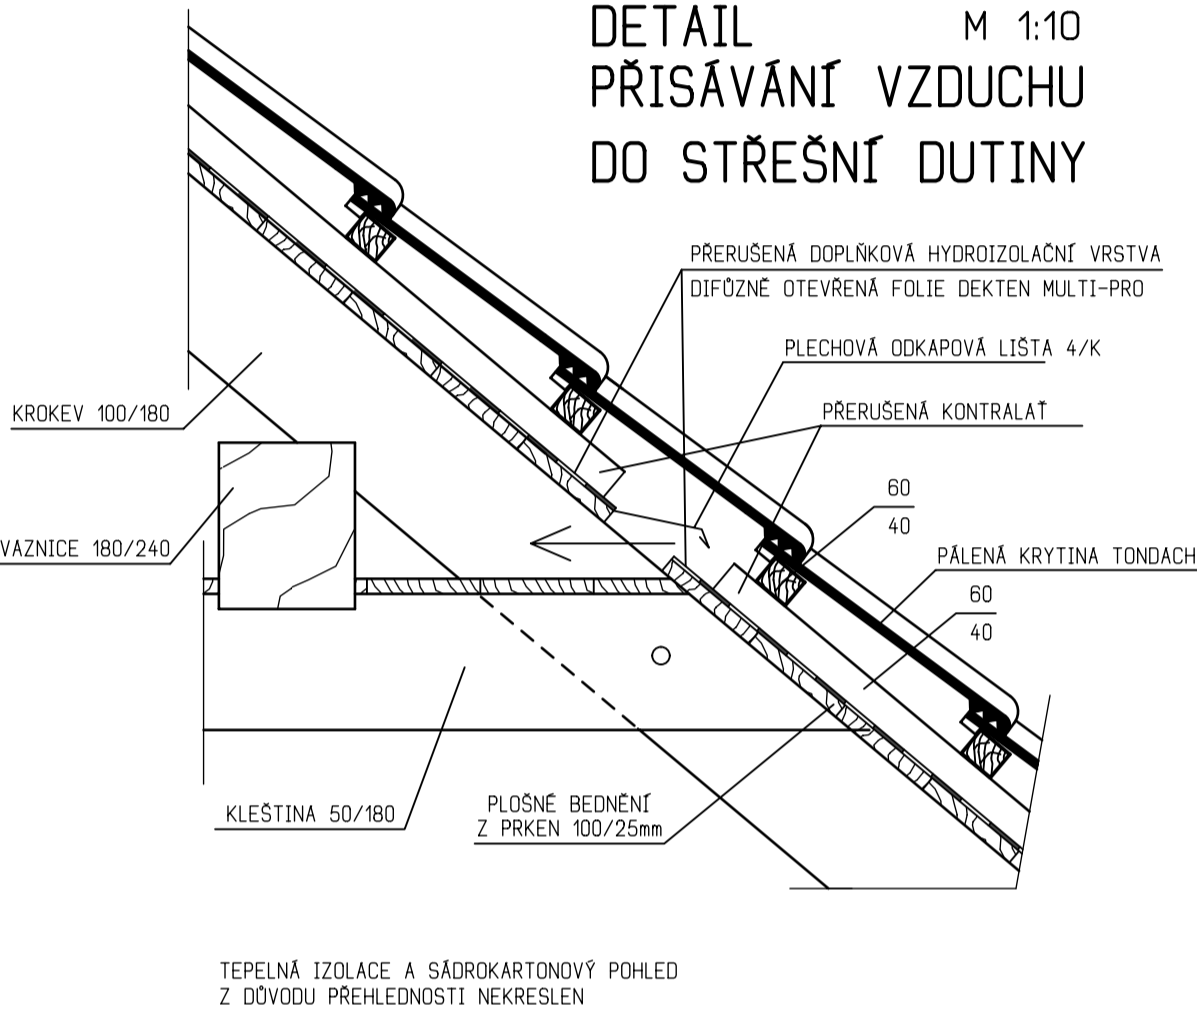 DETAIL M 1:10
PŘISÁVÁNÍ VZDUCHU
DO STŘEŠNÍ DUTINY
PŘERUŠENÁ DOPLŇKOVÁ HYDROIZOLAČNÍ VRSTVA
DIFŮZNĚ OTEVŘENÁ FOLIE DEKTEN MULTI-PRO
PLECHOVÁ ODKAPOVÁ LIŠTA 4/K
KROKEV 100/180
PŘERUŠENÁ KONTRALAŤ
60
40
VAZNICE 180/240
PÁLENÁ KRYTINA TONDACH
60
40
KLEŠTINA 50/180
PLOŠNÉ BEDNĚNÍ
Z PRKEN 100/25mm
TEPELNÁ IZOLACE A SÁDROKARTONOVÝ POHLED
Z DŮVODU PŘEHLEDNOSTI NEKRESLEN